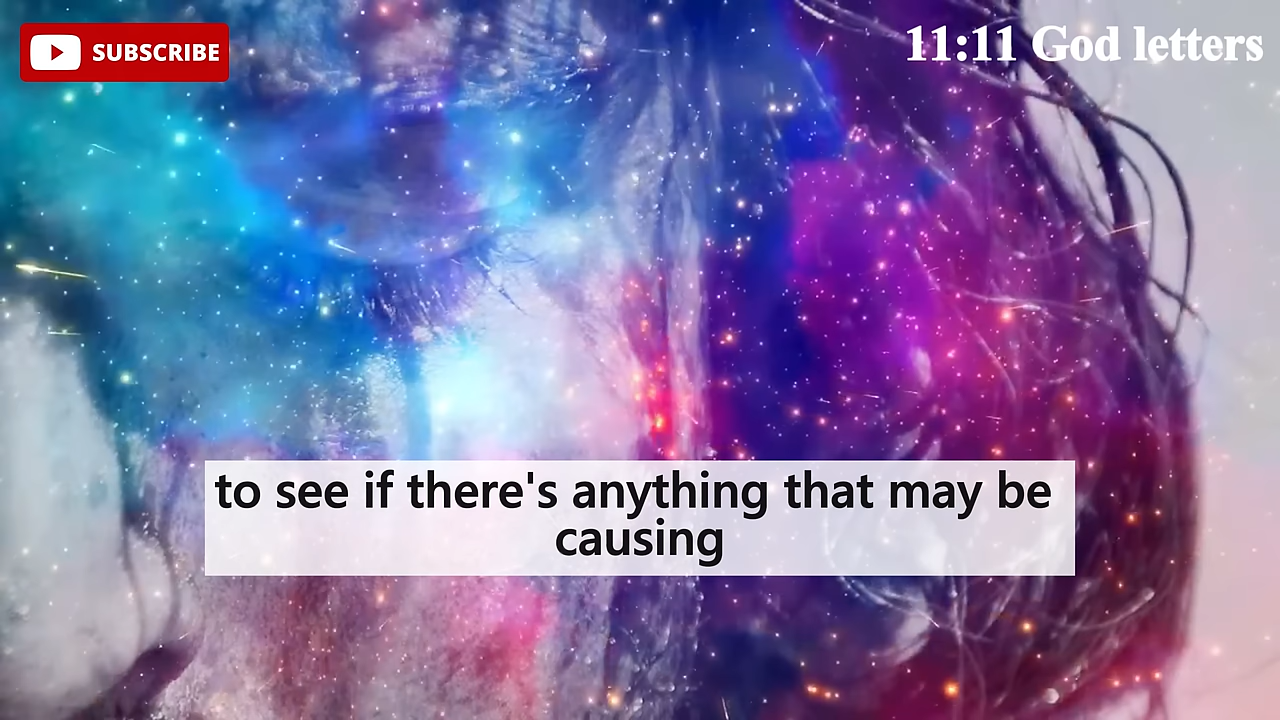 SUBSCRIBE
11:11 God letters
to see if there's anything that may be
causing